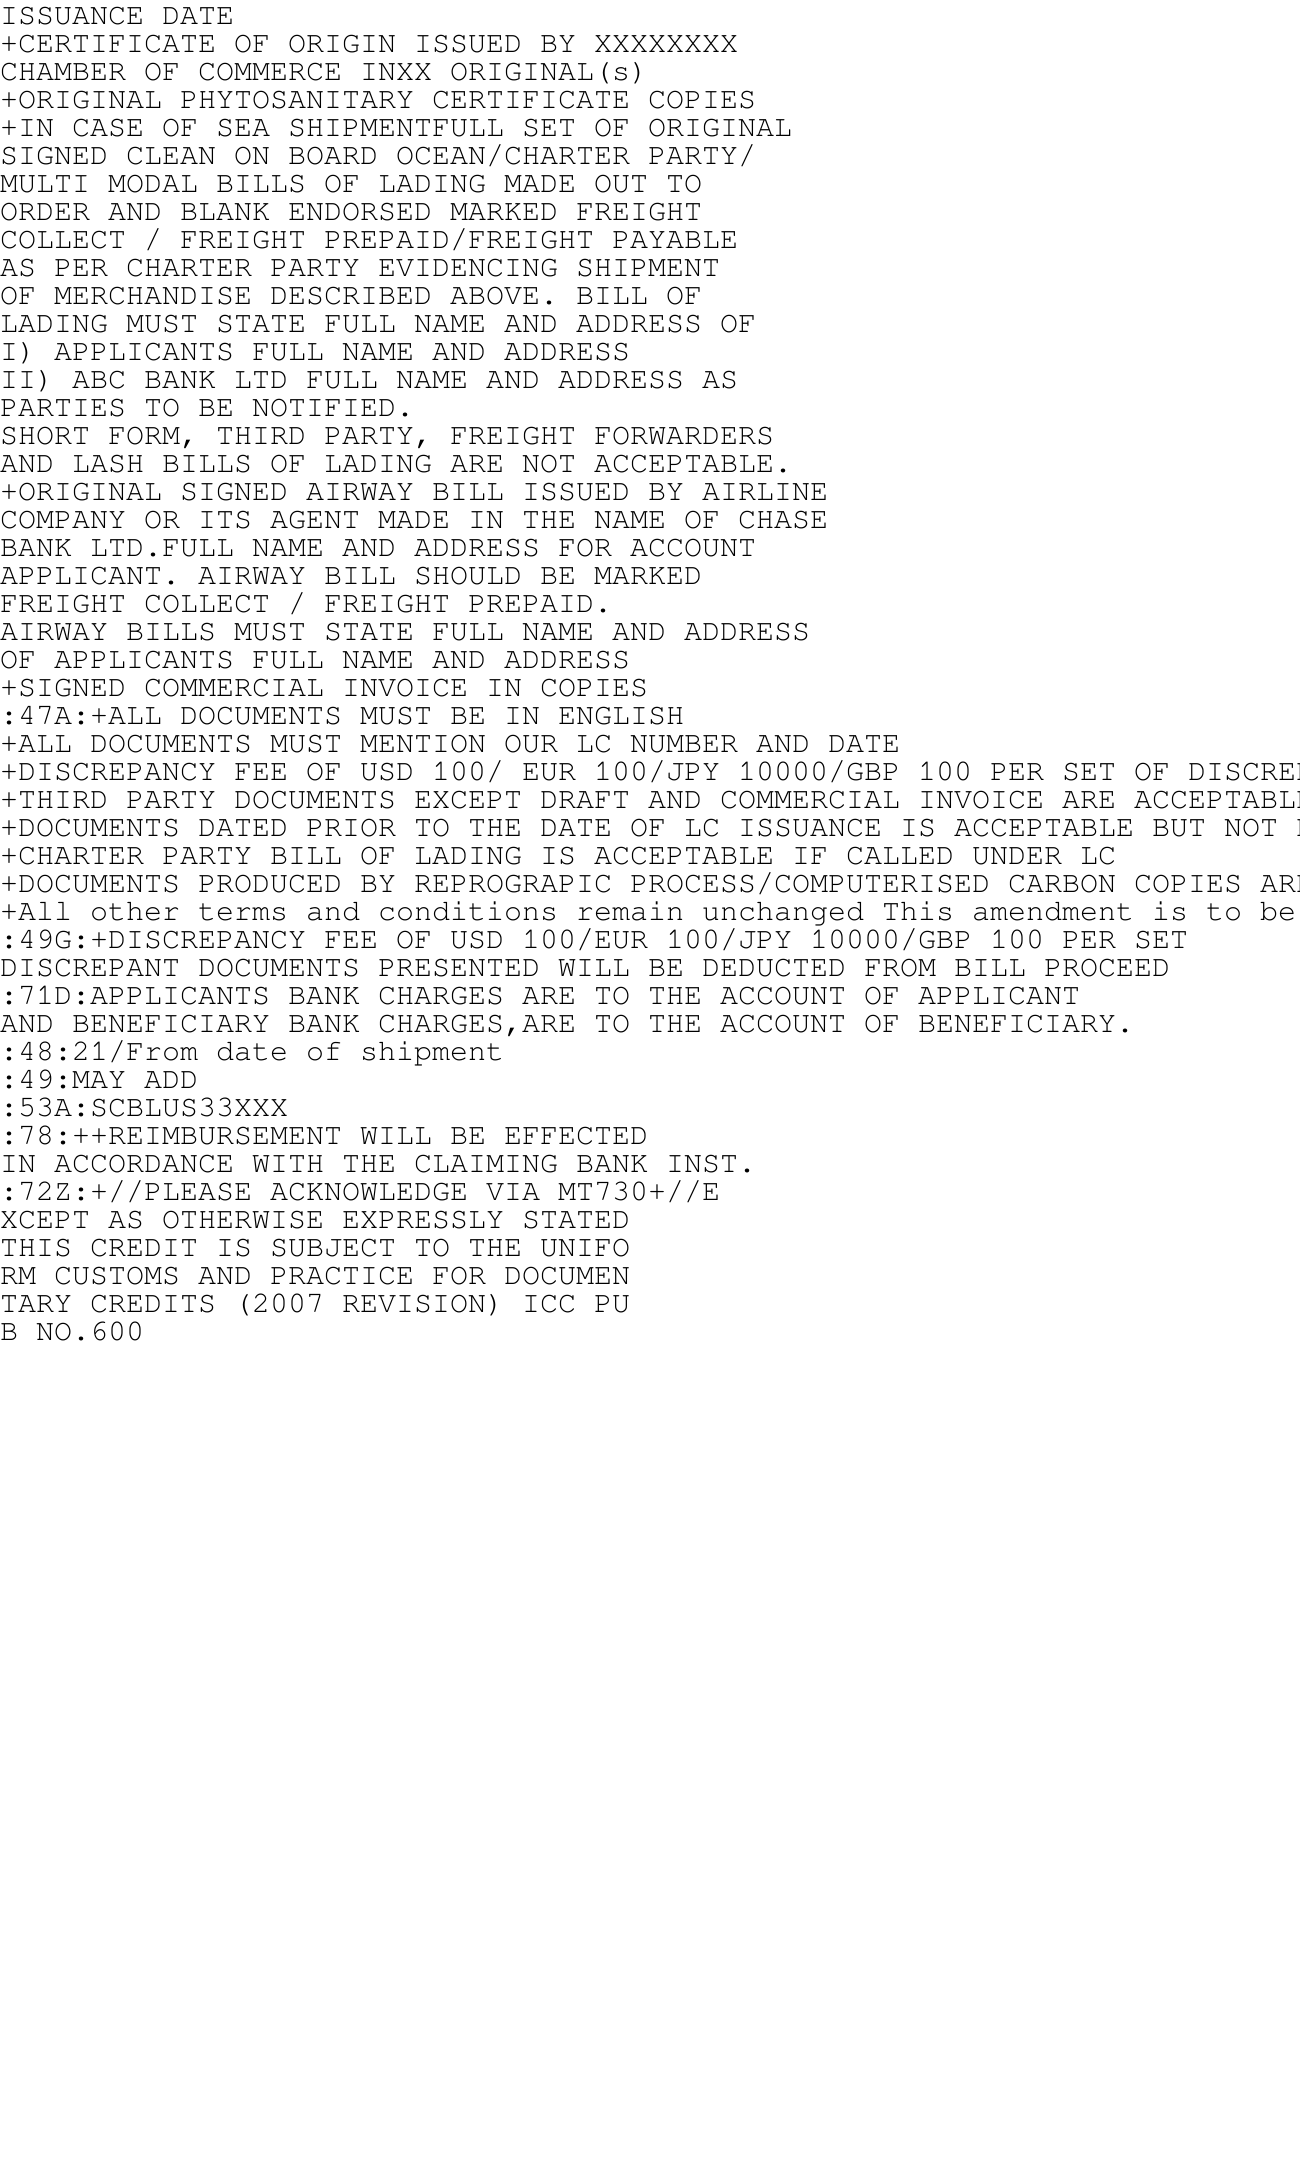 ISSUANCE DATE
+CERTIFICATE OF ORIGIN ISSUED BY XXXXXXXX
CHAMBER OF COMMERCE INXX ORIGINAL(s)
+ORIGINAL PHYTOSANITARY CERTIFICATE COPIES
+IN CASE OF SEA SHIPMENTFULL SET OF ORIGINAL
SIGNED CLEAN ON BOARD OCEAN/CHARTER PARTY/
MULTI MODAL BILLS OF LADING MADE OUT TO
ORDER AND BLANK ENDORSED MARKED FREIGHT
COLLECT / FREIGHT PREPAID/FREIGHT PAYABLE
AS PER CHARTER PARTY EVIDENCING SHIPMENT
OF MERCHANDISE DESCRIBED ABOVE. BILL OF
LADING MUST STATE FULL NAME AND ADDRESS OF
I) APPLICANTS FULL NAME AND ADDRESS
II) ABC BANK LTD FULL NAME AND ADDRESS AS
PARTIES TO BE NOTIFIED.
SHORT FORM, THIRD PARTY, FREIGHT FORWARDERS
AND LASH BILLS OF LADING ARE NOT ACCEPTABLE.
+ORIGINAL SIGNED AIRWAY BILL ISSUED BY AIRLINE
COMPANY OR ITS AGENT MADE IN THE NAME OF CHASE
BANK LTD.FULL NAME AND ADDRESS FOR ACCOUNT
APPLICANT. AIRWAY BILL SHOULD BE MARKED
FREIGHT COLLECT / FREIGHT PREPAID.
AIRWAY BILLS MUST STATE FULL NAME AND ADDRESS
OF APPLICANTS FULL NAME AND ADDRESS
+SIGNED COMMERCIAL INVOICE IN COPIES
:47A:+ALL DOCUMENTS MUST BE IN ENGLISH
+ALL DOCUMENTS MUST MENTION OUR LC NUMBER AND DATE
+DISCREPANCY FEE OF USD 100/ EUR 100/JPY 10000/GBP 100 PER SET OF
+THIRD PARTY DOCUMENTS EXCEPT DRAFT AND COMMERCIAL INVOICE ARE
+DOCUMENTS DATED PRIOR TO THE DATE OF LC ISSUANCE IS ACCEPTABLE BUT NOT
+CHARTER PARTY BILL OF LADING IS ACCEPTABLE IF CALLED UNDER LC
+DOCUMENTS PRODUCED BY REPROGRAPIC PROCESS/COMPUTERISED CARBON COPIES
+All other terms and conditions remain unchanged This amendment is to be
:49G:+DISCREPANCY FEE OF USD 100/EUR 100/JPY 10000/GBP 100 PER SET
DISCREPANT DOCUMENTS PRESENTED WILL BE DEDUCTED FROM BILL PROCEED
:71D:APPLICANTS BANK CHARGES ARE TO THE ACCOUNT OF APPLICANT
AND BENEFICIARY BANK CHARGES,ARE TO THE ACCOUNT OF BENEFICIARY.
:48:21/From date of shipment
:49:MAY ADD
:53A:SCBLUS33XXX
:78:++REIMBURSEMENT WILL BE EFFECTED
IN ACCORDANCE WITH THE CLAIMING BANK INST.
:72Z:+//PLEASE ACKNOWLEDGE VIA MT730+//E
XCEPT AS OTHERWISE EXPRESSLY STATED
THIS CREDIT IS SUBJECT TO THE UNIFO
RM CUSTOMS AND PRACTICE FOR DOCUMEN
TARY CREDITS (2007 REVISION) ICC PU
B NO.600